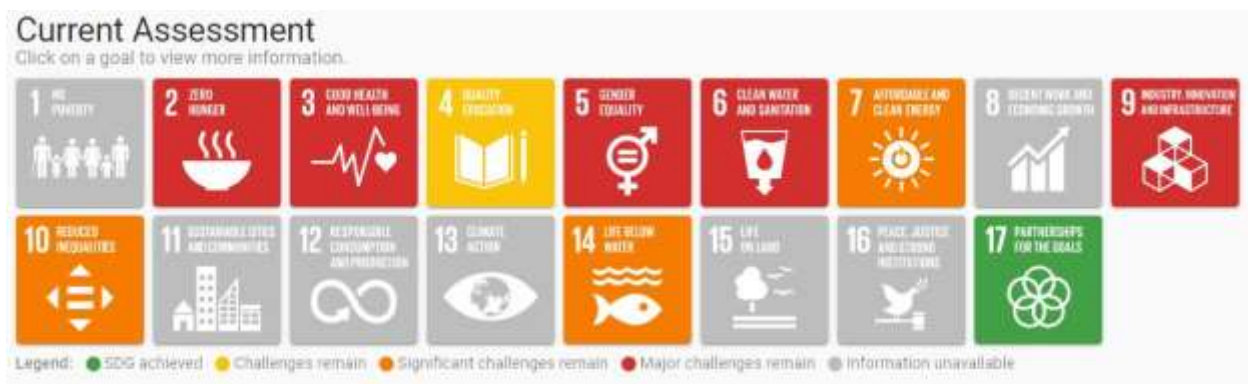 Current Assessment
Click on a goal to view more information.
1 NO
POVERTY
2 ZERO
HUNGER
3 GOOD HEALTH
AND WELL-BEING
4 QUALITY
EDUCATION
5 GENDER
EQUALITY
6 CLEAN WATER
AND SANITATION
7 AFFORDABLE AND
CLEAN ENERGY
8 DECENT WORK AND
ECONOMIC GROWTH
9 INDUSTRY, INNOVATION
AND INFRASTRUCTURE
10 REDUCED
INEQUALITIES
11 SUSTAINABLE CITIES
AND COMMUNITIES
12 RESPONSIBLE
CONSUMPTION
AND PRODUCTION
13 CLIMATE
ACTION
14 LIFE BELOW
WATER
15 LIFE
ON LAND
16 PEACE, JUSTICE
AND STRONG
INSTITUTIONS
17 PARTNERSHIPS
FOR THE GOALS
Legend: SDG achieved Challenges remain Significant challenges remain Major challenges remain Information unavailable